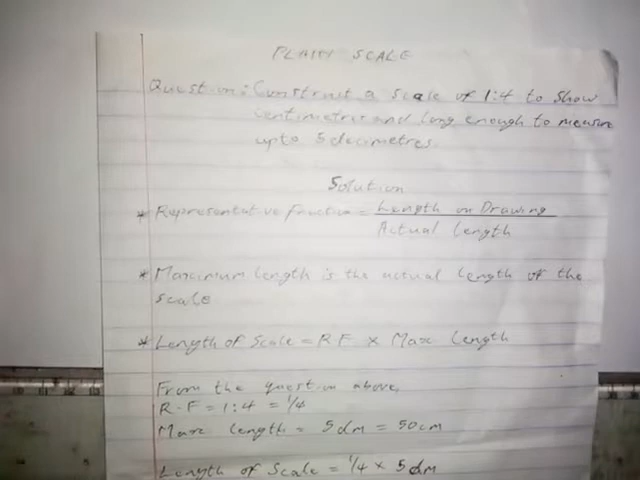 PLAIN SCALE
Question: Construct a scale of 1:4 to show
centimetres and long enough to measure
upto 5 decimetres.
Solution
* Representative fraction = Length on Drawing
Actual Length
* Maximum Length is the actual length of the
scale
* Length of Scale = RF × Max Length
From the question above,
R.F = 1:4 = 1/4
Max Length = 5dm = 50cm
Length of Scale = 1/4 × 5dm